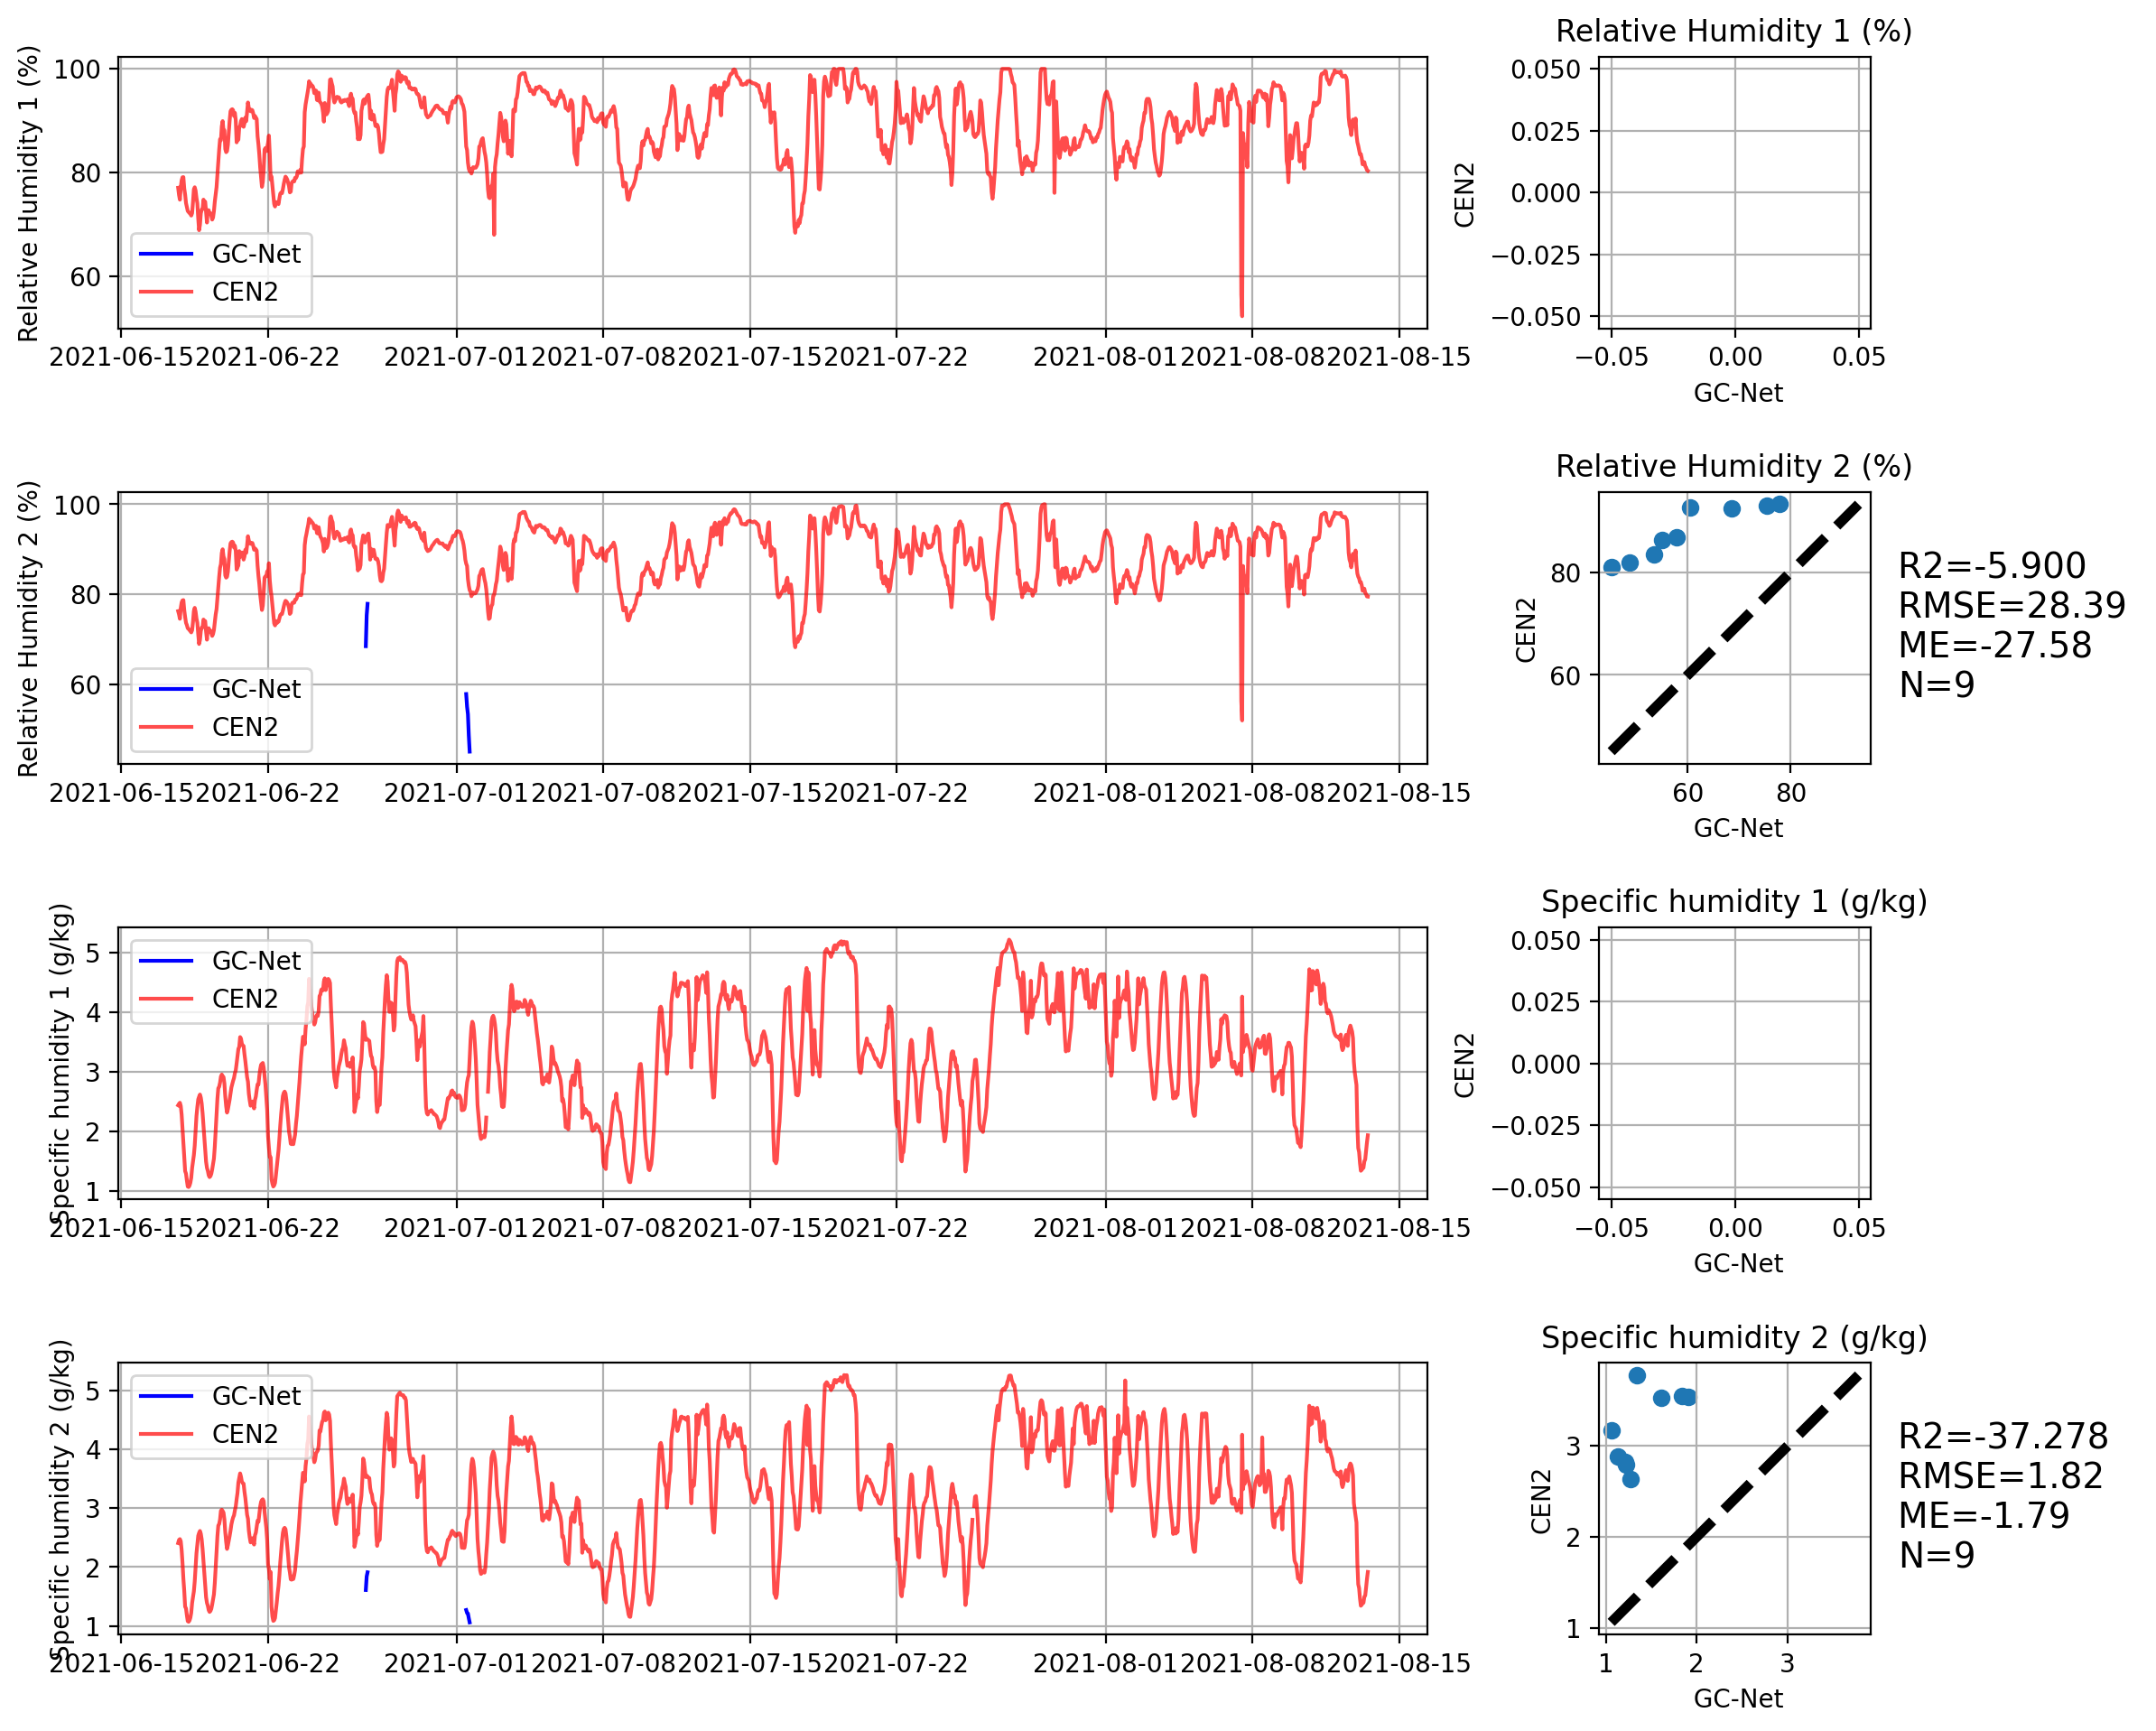 Relative Humidity 1 (%)
100
80
60
GC-Net
CEN2
2021-06-15 2021-06-22 2021-07-01 2021-07-08 2021-07-15 2021-07-22 2021-08-01 2021-08-08 2021-08-15
Relative Humidity 1 (%)
CEN2
0.050
0.025
0.000
−0.025
−0.050
−0.05 0.00 0.05
GC-Net
Relative Humidity 2 (%)
100
80
60
GC-Net
CEN2
2021-06-15 2021-06-22 2021-07-01 2021-07-08 2021-07-15 2021-07-22 2021-08-01 2021-08-08 2021-08-15
Relative Humidity 2 (%)
CEN2
80
60
60 80
GC-Net
R2=-5.900
RMSE=28.39
ME=-27.58
N=9
Specific humidity 1 (g/kg)
5
4
3
2
1
GC-Net
CEN2
2021-06-15 2021-06-22 2021-07-01 2021-07-08 2021-07-15 2021-07-22 2021-08-01 2021-08-08 2021-08-15
Specific humidity 1 (g/kg)
CEN2
0.050
0.025
0.000
−0.025
−0.050
−0.05 0.00 0.05
GC-Net
Specific humidity 2 (g/kg)
5
4
3
2
1
GC-Net
CEN2
2021-06-15 2021-06-22 2021-07-01 2021-07-08 2021-07-15 2021-07-22 2021-08-01 2021-08-08 2021-08-15
Specific humidity 2 (g/kg)
CEN2
3
2
1
1 2 3
GC-Net
R2=-37.278
RMSE=1.82
ME=-1.79
N=9